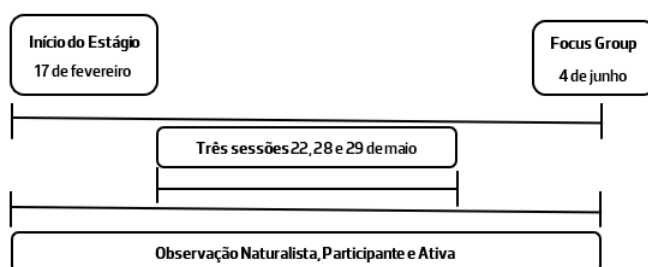 Início do Estágio
17 de fevereiro
Focus Group
4 de junho
Três sessões 22, 28 e 29 de maio
Observação Naturalista, Participante e Ativa